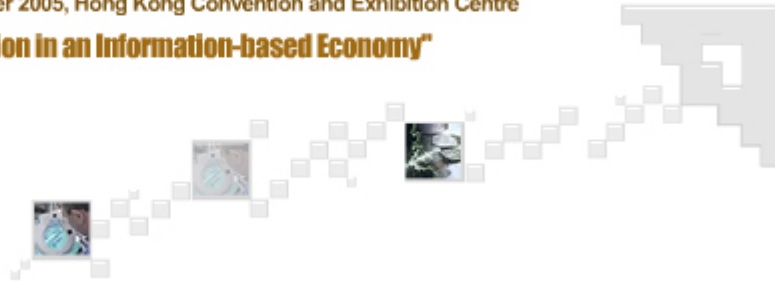 er 2005, Hong Kong Convention and Exhibition Centre
ion in an Information-based Economy"